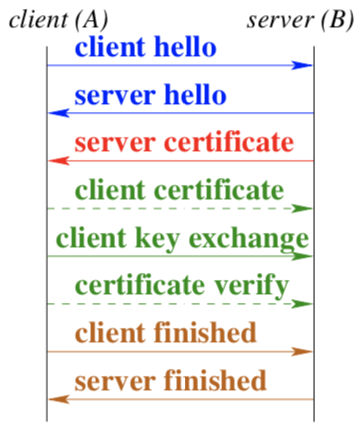 client (A) server (B)
client hello
server hello
server certificate
client certificate
client key exchange
certificate verify
client finished
server finished